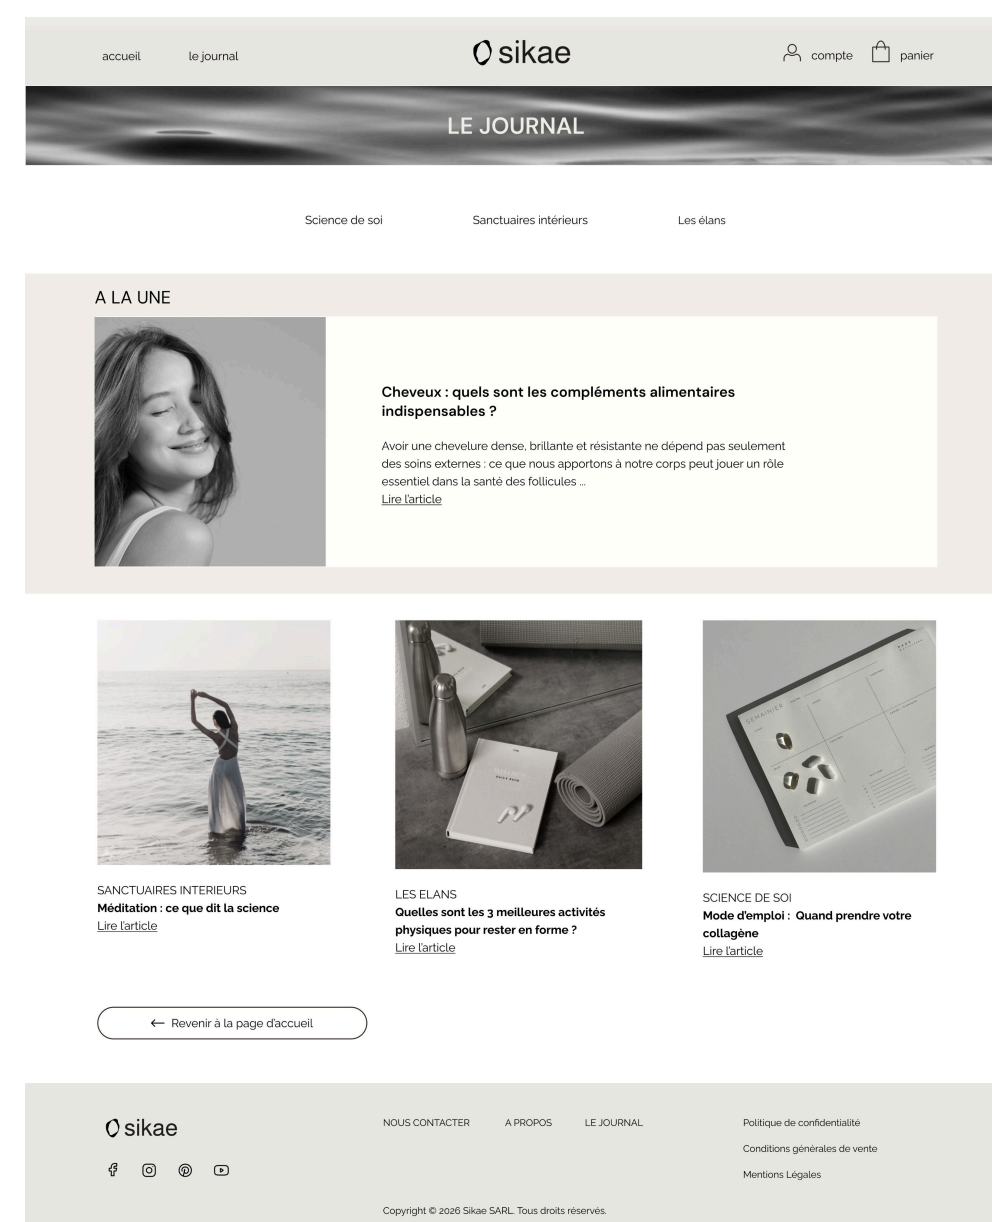 accueil
le journal
sikae
compte
panier
LE JOURNAL
Science de soi
Sanctuaires intérieurs
Les élans
A LA UNE
Cheveux : quels sont les compléments alimentaires
indispensables ?
Avoir une chevelure dense, brillante et résistante ne dépend pas seulement
des soins externes : ce que nous apportons à notre corps peut jouer un rôle
essentiel dans la santé des follicules ...
Lire l'article
SEMAINIER
SANCTUAIRES INTERIEURS
Méditation : ce que dit la science
Lire l'article
LES ELANS
Quelles sont les 3 meilleures activités
physiques pour rester en forme ?
Lire l'article
SCIENCE DE SOI
Mode d'emploi :  Quand prendre votre
collagène
Lire l'article
← Revenir à la page d'accueil
sikae
NOUS CONTACTER
A PROPOS
LE JOURNAL
Politique de confidentialité
Conditions générales de vente
Mentions Légales
Copyright © 2026 Sikae SARL. Tous droits réservés.